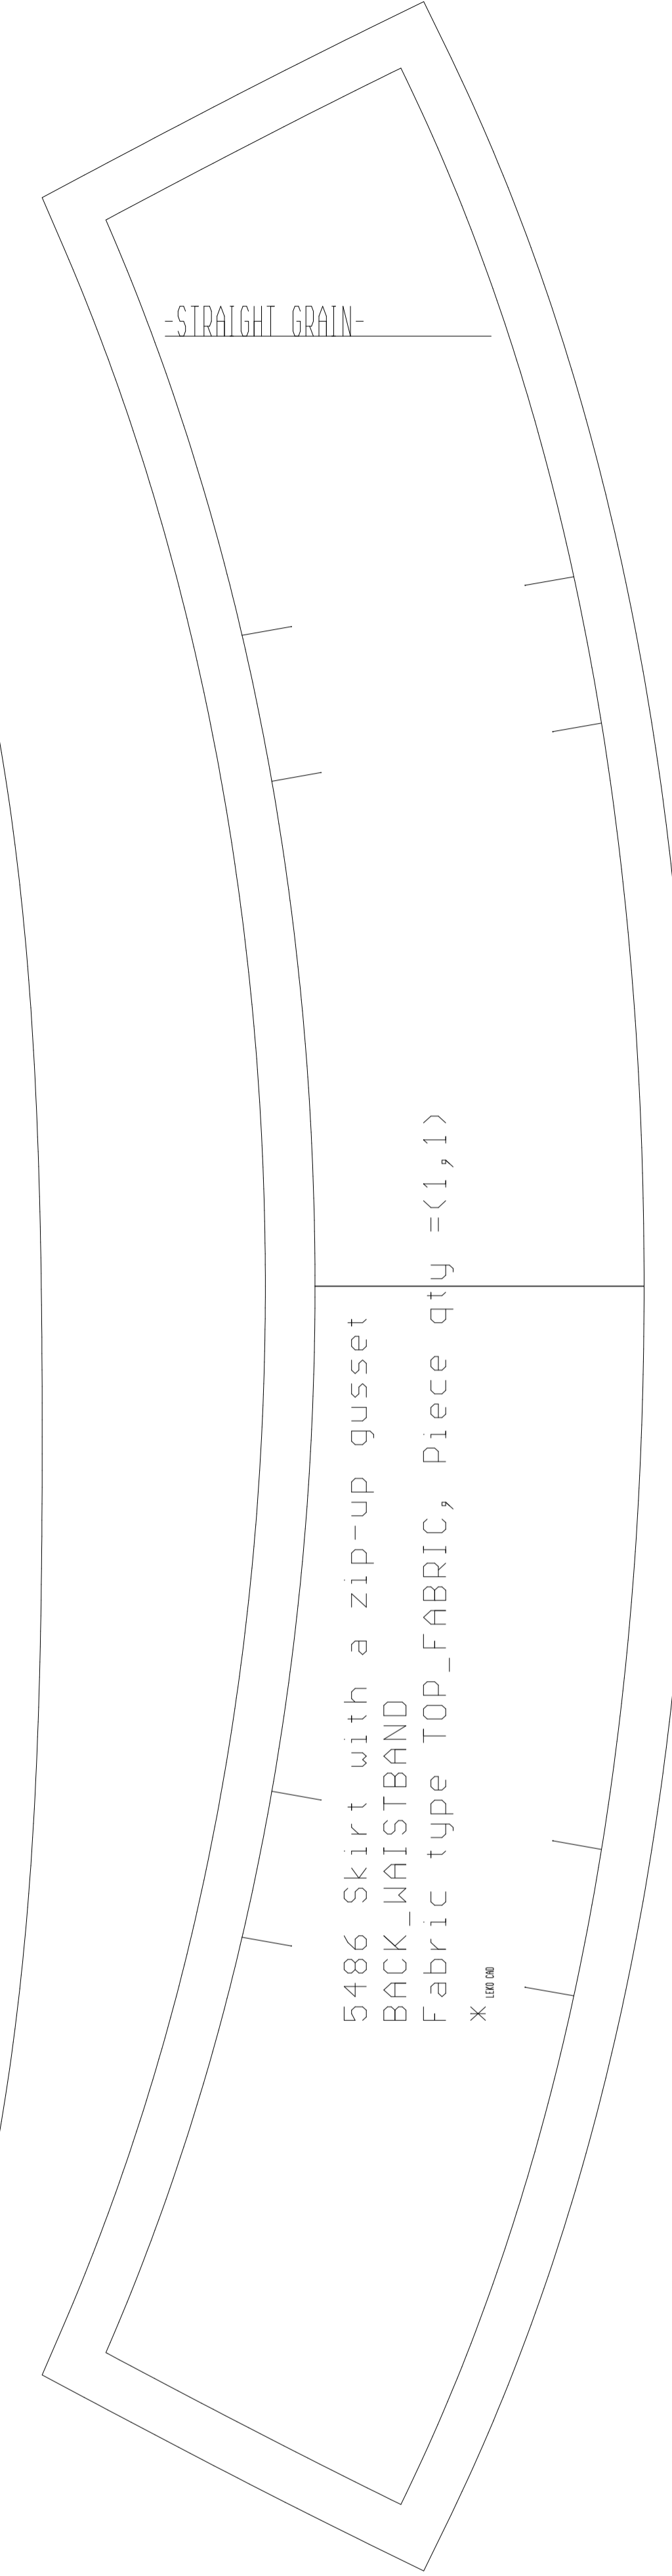 -STRAIGHT GRAIN-
5486 Skirt with a zip-up gusset
BACK_WAISTBAND
Fabric type TOP_FABRIC, Piece qty =(1,1)
* LEKO CAD